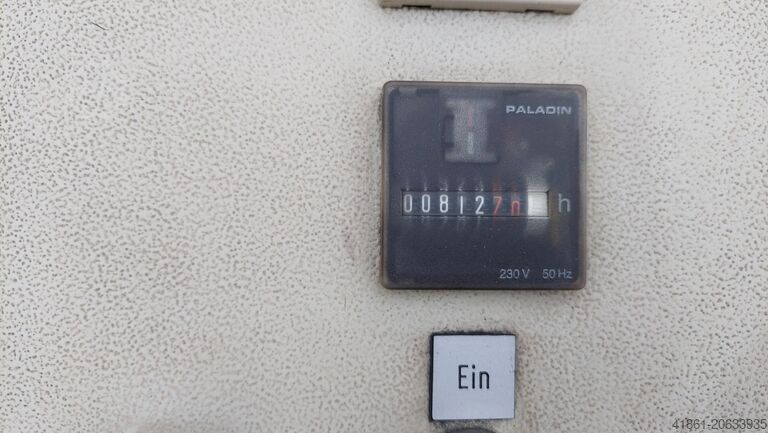 PALADIN
008127 h
230 V 50 Hz
Ein
41861-20633935